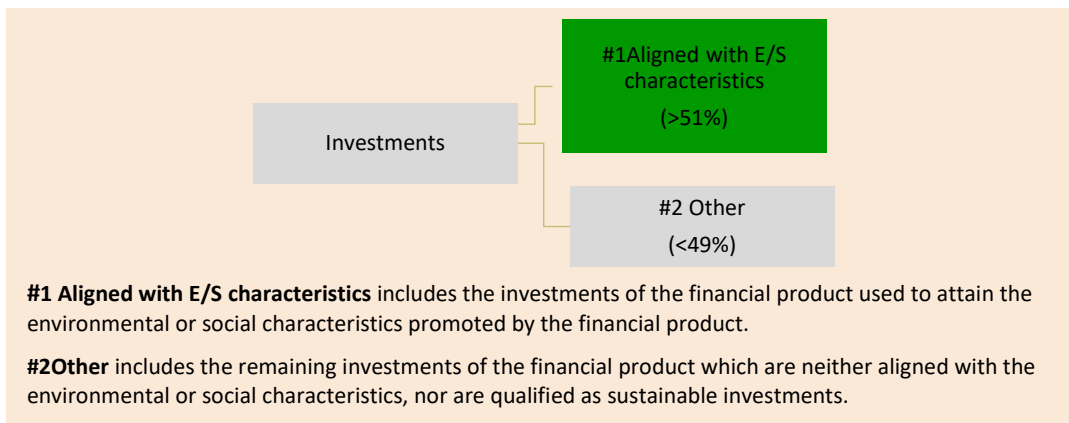 #1Aligned with E/S
characteristics
(>51%)
Investments
#2 Other
(<49%)
#1 Aligned with E/S characteristics includes the investments of the financial product used to attain the
environmental or social characteristics promoted by the financial product.
#2Other includes the remaining investments of the financial product which are neither aligned with the
environmental or social characteristics, nor are qualified as sustainable investments.